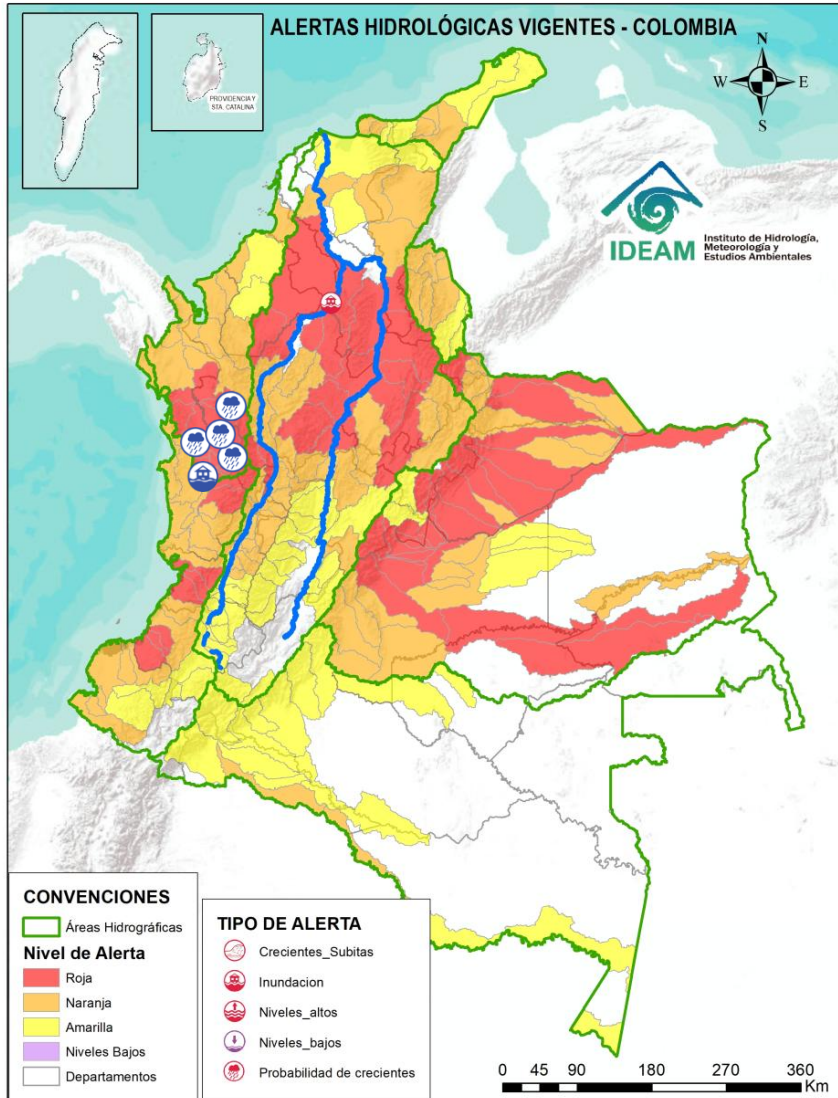 ALERTAS HIDROLÓGICAS VIGENTES - COLOMBIA
PROVIDENCIA Y
STA. CATALINA
N
W
E
S
IDEAM
Instituto de Hidrología,
Meteorología y
Estudios Ambientales
CONVENCIONES
Áreas Hidrográficas
Nivel de Alerta
Roja
Naranja
Amarilla
Niveles Bajos
Departamentos
TIPO DE ALERTA
Crecientes_Subitas
Inundacion
Niveles_altos
Niveles_bajos
Probabilidad de crecientes
0 45 90 180 270 360
Km